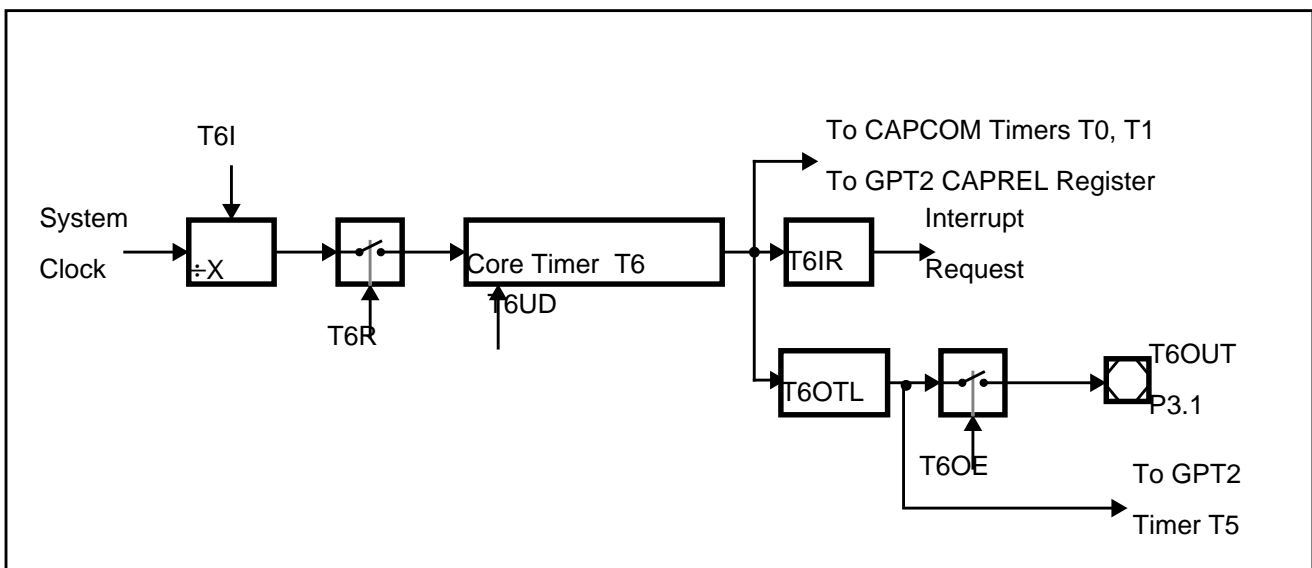 To CAPCOM Timers T0, T1
T6I
To GPT2 CAPREL Register
System
Interrupt
Clock
÷X
Core Timer T6
T6IR
Request
T6UD
T6R
T6OUT
T6OTL
P3.1
T6OE
To GPT2
Timer T5